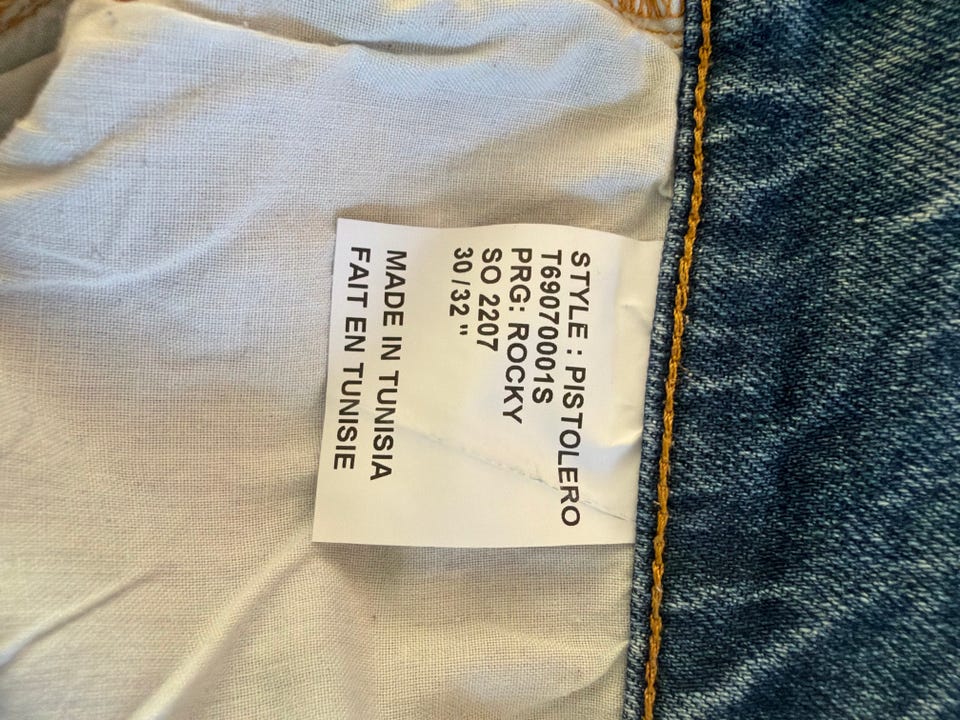 STYLE : PISTOLERO
T69070001S
PRG: ROCKY
SO 2207
30 / 32 "
MADE IN TUNISIA
FAIT EN TUNISIE